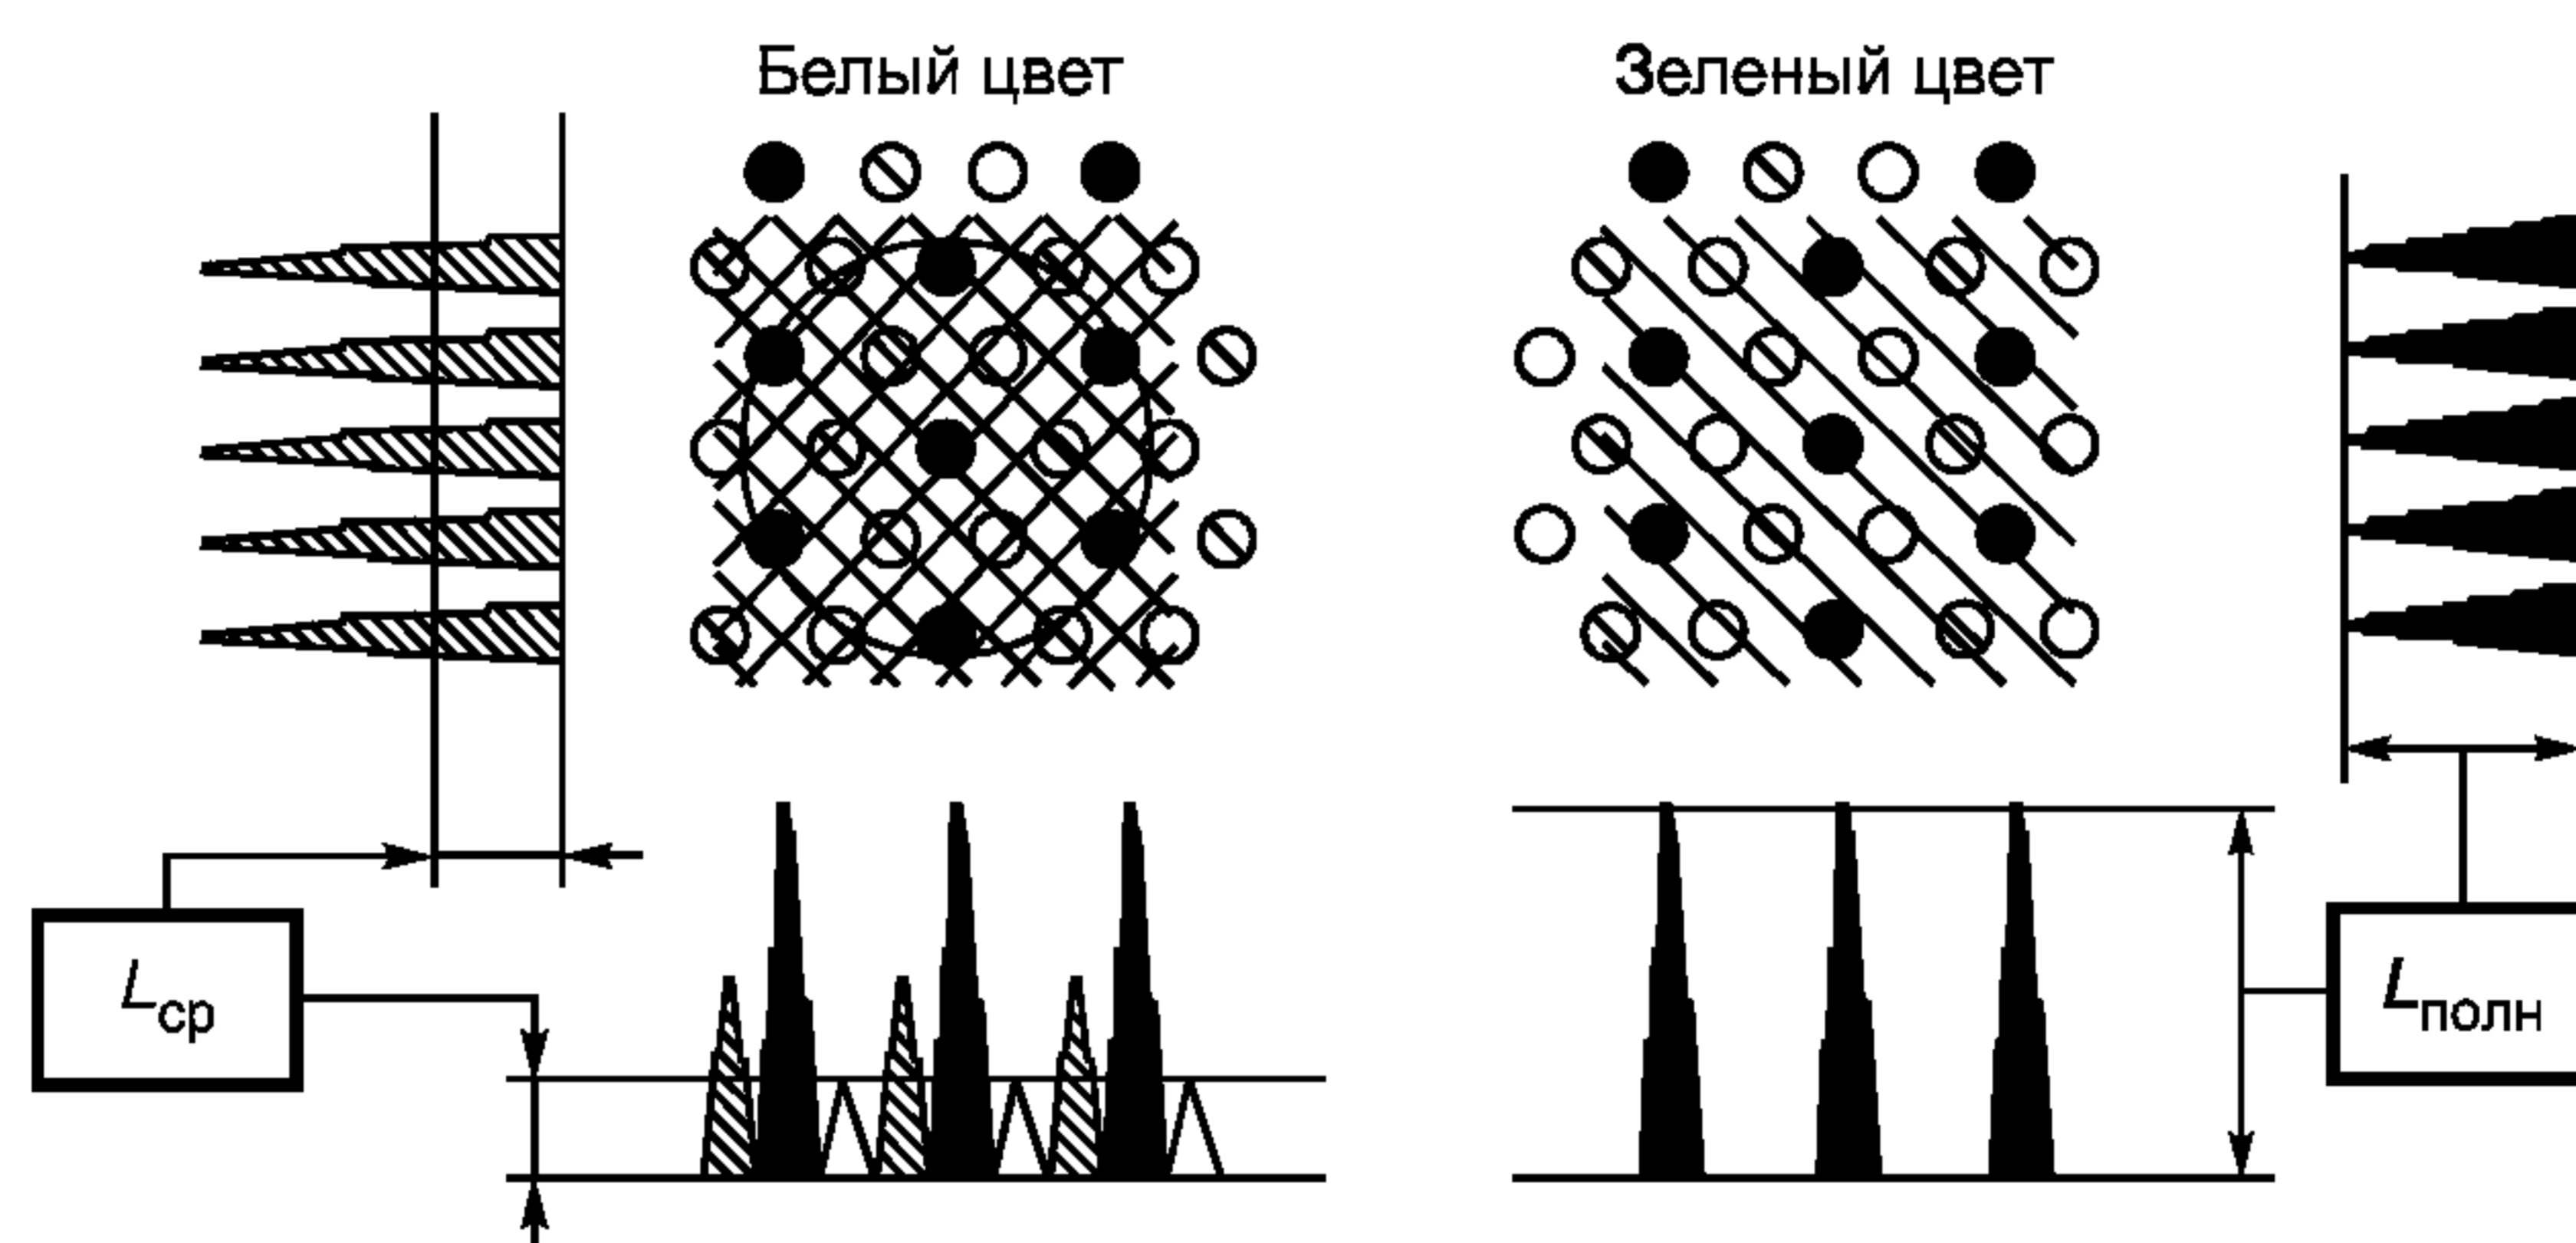 Белый цвет
Зеленый цвет
Lср
Lполн